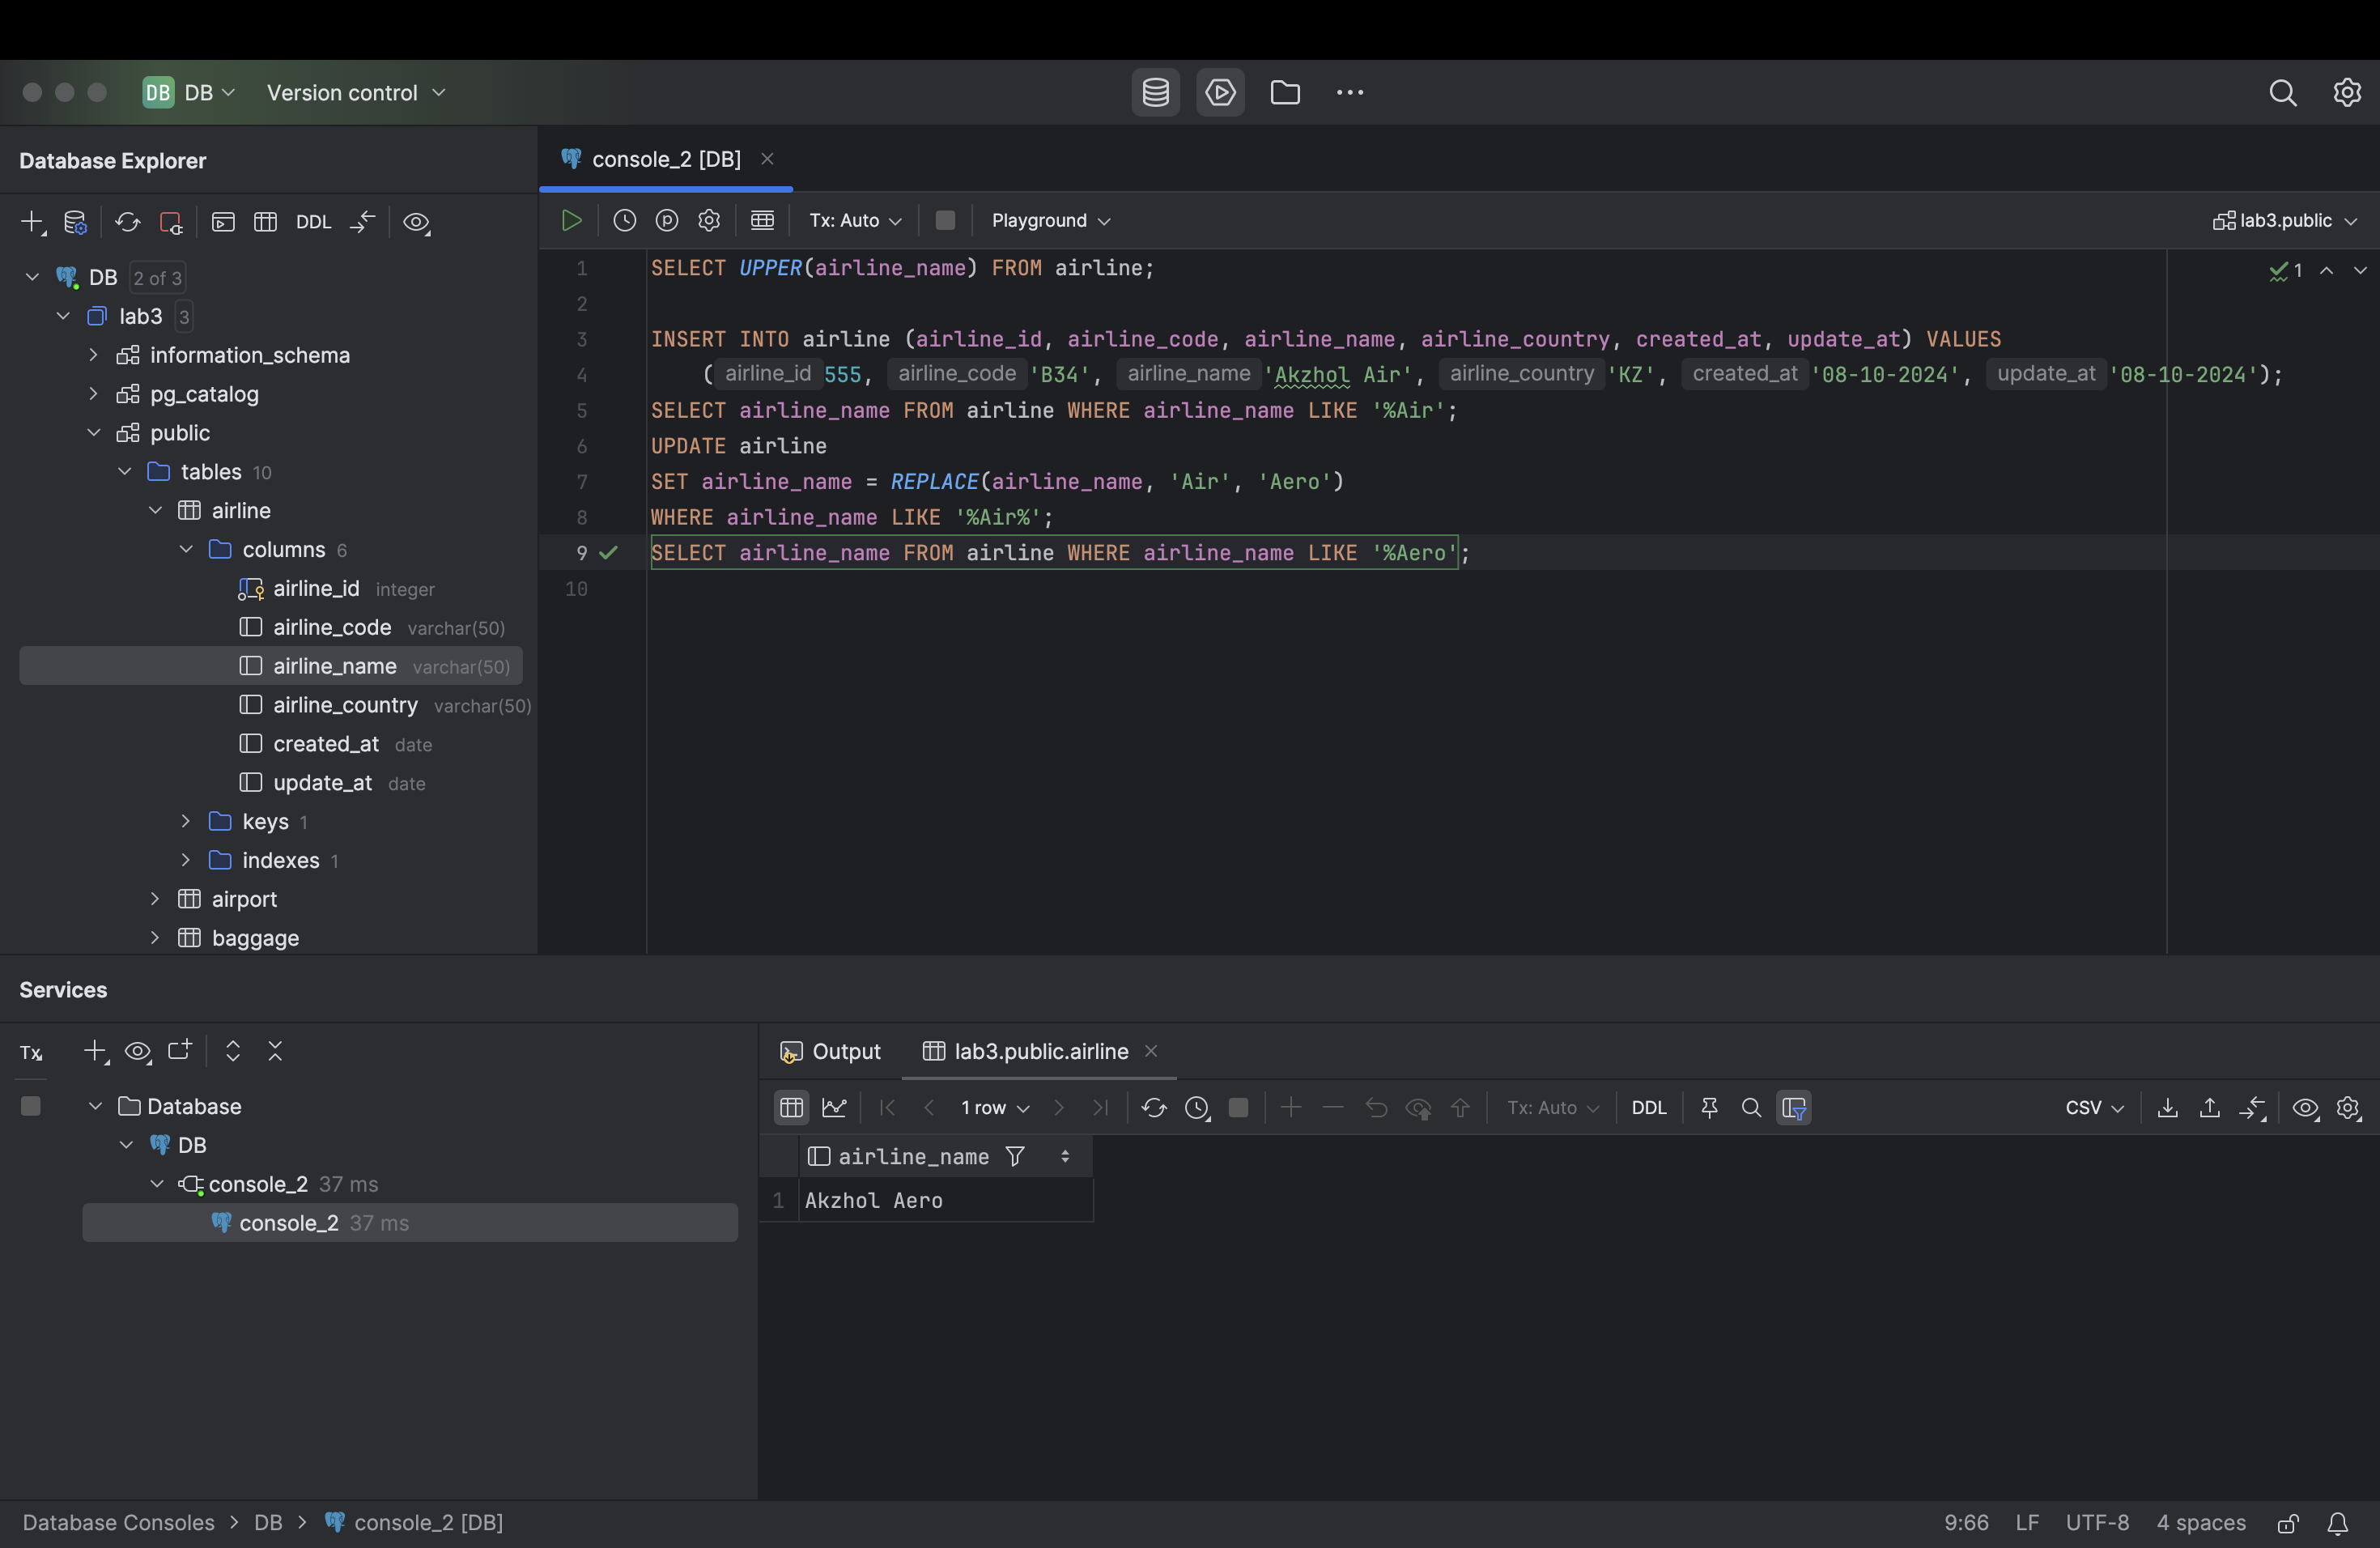 DB DB Version control
Database Explorer
DDL
DB 2 of 3
lab3 3
information_schema
pg_catalog
public
tables 10
airline
columns 6
airline_id integer
airline_code varchar(50)
airline_name varchar(50)
airline_country varchar(50)
created_at date
update_at date
keys 1
indexes 1
airport
baggage
console_2 [DB]
Tx: Auto Playground lab3.public
1 SELECT UPPER(airline_name) FROM airline; 1
2
3 INSERT INTO airline (airline_id, airline_code, airline_name, airline_country, created_at, update_at) VALUES
4 ( airline_id 555, airline_code 'B34', airline_name 'Akzhol Air', airline_country 'KZ', created_at '08-10-2024', update_at '08-10-2024');
5 SELECT airline_name FROM airline WHERE airline_name LIKE '%Air';
6 UPDATE airline
7 SET airline_name = REPLACE(airline_name, 'Air', 'Aero')
8 WHERE airline_name LIKE '%Air%';
9 SELECT airline_name FROM airline WHERE airline_name LIKE '%Aero';
10
Services
Tx
Database
DB
console_2 37 ms
console_2 37 ms
Output lab3.public.airline
1 row Tx: Auto DDL CSV
airline_name
1 Akzhol Aero
Database Consoles > DB > console_2 [DB]
9:66 LF UTF-8 4 spaces